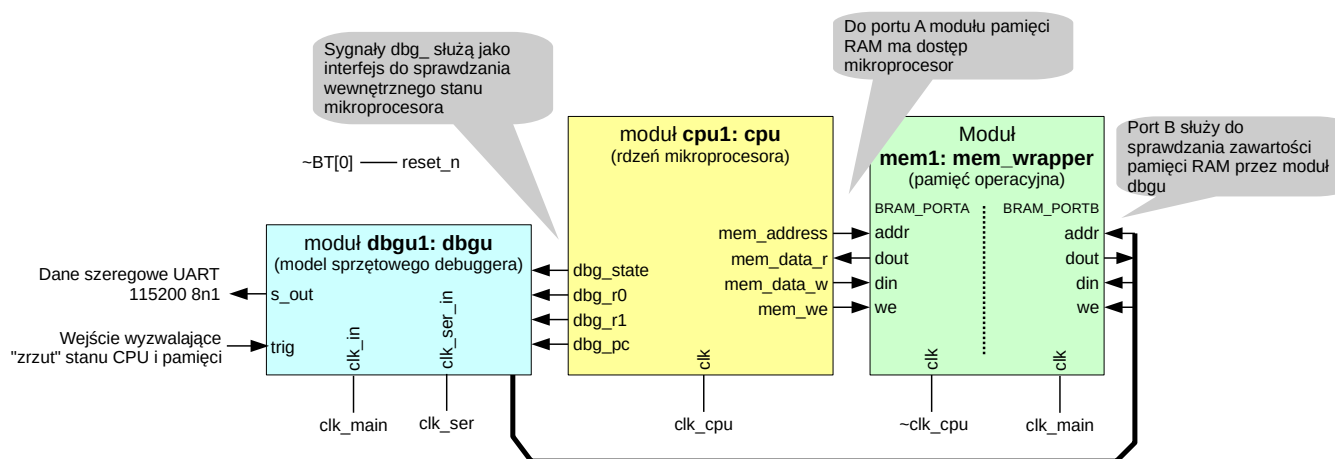 Sygnały dbg_ służą jako
interfejs do sprawdzania
wewnętrznego stanu
mikroprocesora
Do portu A modułu pamięci
RAM ma dostęp
mikroprocesor
Port B służy do
sprawdzania zawartości
pamięci RAM przez moduł
dbgu
~BT[0]
reset_n
moduł cpu1: cpu
(rdzeń mikroprocesora)
mem_address
mem_data_r
mem_data_w
mem_we
dbg_state
dbg_r0
dbg_r1
dbg_pc
clk
clk_cpu
Moduł
mem1: mem_wrapper
(pamięć operacyjna)
BRAM_PORTA
BRAM_PORTB
addr
dout
din
we
addr
dout
din
we
clk
clk
~clk_cpu
clk_main
moduł dbgu1: dbgu
(model sprzętowego debuggera)
s_out
trig
clk_in
clk_ser_in
clk_main
clk_ser
Dane szeregowe UART
115200 8n1
Wejście wyzwalające
"zrzut" stanu CPU i pamięci